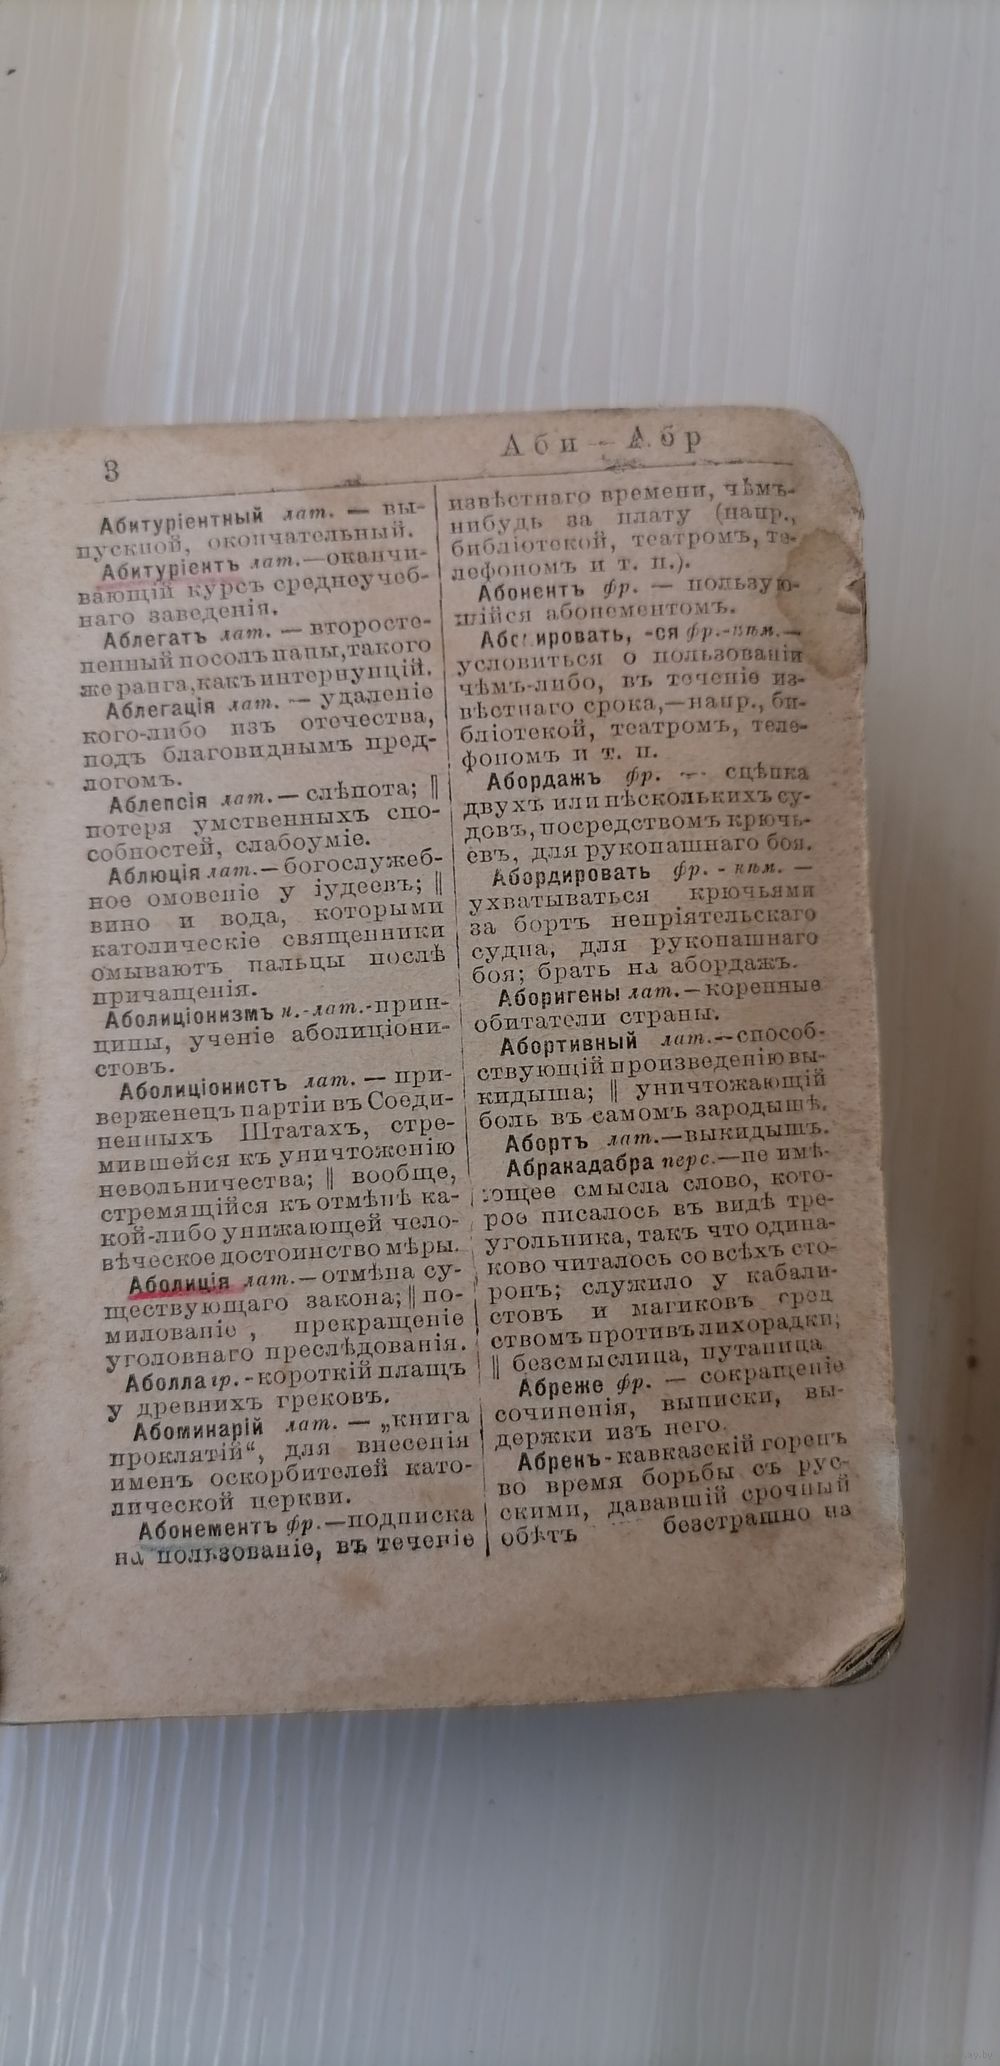 3
Аби — Абр
Абитуріентный лат. — вы-
пускной, окончательный.
Абитуріентъ лат.—оканчи-
вающій курсъ среднеучеб-
наго заведенія.
Аблегатъ лат. — второсте-
пенный посолъ папы, такого
же ранга, какъ интернунцій.
Аблегація лат. — удаленіе
кого-либо изъ отечества,
подъ благовиднымъ пред-
логомъ.
Аблепсія лат. — слѣпота; ||
потеря умственныхъ спо-
собностей, слабоуміе.
Аблюція лат. — богослужеб-
ное омовеніе у іудеевъ; ||
вино и вода, которыми
католическіе священники
омываютъ пальцы послѣ
причащенія.
Аболиціонизмъ н.-лат.-прин-
ципы, ученіе аболиціони-
стовъ.
Аболиціонистъ лат. — при-
верженецъ партіи въ Соеди-
ненныхъ Штатахъ, стре-
мившейся къ уничтоженію
невольничества; || вообще,
стремящійся къ отмѣнѣ ка-
кой-либо унижающей чело-
вѣческое достоинство мѣры.
Аболиція лат. — отмѣна су-
ществующаго закона; || по-
милованіе, прекращеніе
уголовнаго преслѣдованія.
Аболла гр. - короткій плащъ
у древнихъ грековъ.
Абоминарій лат. — „книга
проклятій“, для внесенія
именъ оскорбителей като-
лической церкви.
Абонементъ фр.—подписка
на пользованіе, въ теченіе
извѣстнаго времени, чѣмъ-
нибудь за плату (напр.,
библіотекой, театромъ, те-
лефономъ и т. п.).
Абонентъ фр. — пользую-
щійся абонементомъ.
ировать, -ся фр.-нѣм.—
условиться о пользованіи
чѣмъ-либо, въ теченіе из-
вѣстнаго срока,—напр., би-
бліотекой, театромъ, теле-
фономъ и т. п.
Абордажъ фр. — сцѣпка
двухъ или нѣсколькихъ су-
довъ, посредствомъ крючь-
евъ, для рукопашнаго боя.
Абордировать фр. - нѣм. —
ухватываться крючьями
за бортъ непріятельскаго
судна, для рукопашнаго
боя; брать на абордажъ.
Аборигены лат. — коренные
обитатели страны.
Абортивный лат.—способ-
ствующій произведенію вы-
кидыша; || уничтожающій
боль въ самомъ зародышѣ.
Абортъ лат.—выкидышъ.
Абракадабра перс.—не имѣ-
ющее смысла слово, кото-
рое писалось въ видѣ тре-
угольника, такъ что одина-
ково читалось со всѣхъ сто-
ронъ; служило у кабали-
стовъ и магиковъ сред
ствомъ противъ лихорадки;
|| безсмыслица, путаница
Абреже фр. — сокращеніе
сочиненія, выписки, вы-
держки изъ него.
Абрекъ - кавказскій горецъ
во время борьбы съ рус-
скими, дававшій срочный
обѣтъ безстрашно из